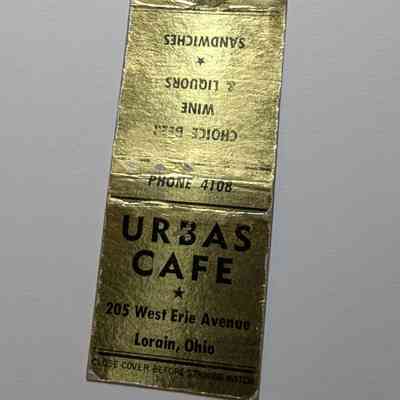 SANDWICHES
& LIQUORS
WINE
CHOICE BEER
PHONE 4108
URBAS
CAFE
205 West Erie Avenue
Lorain, Ohio
CLOSE COVER BEFORE STRIKING MATCH